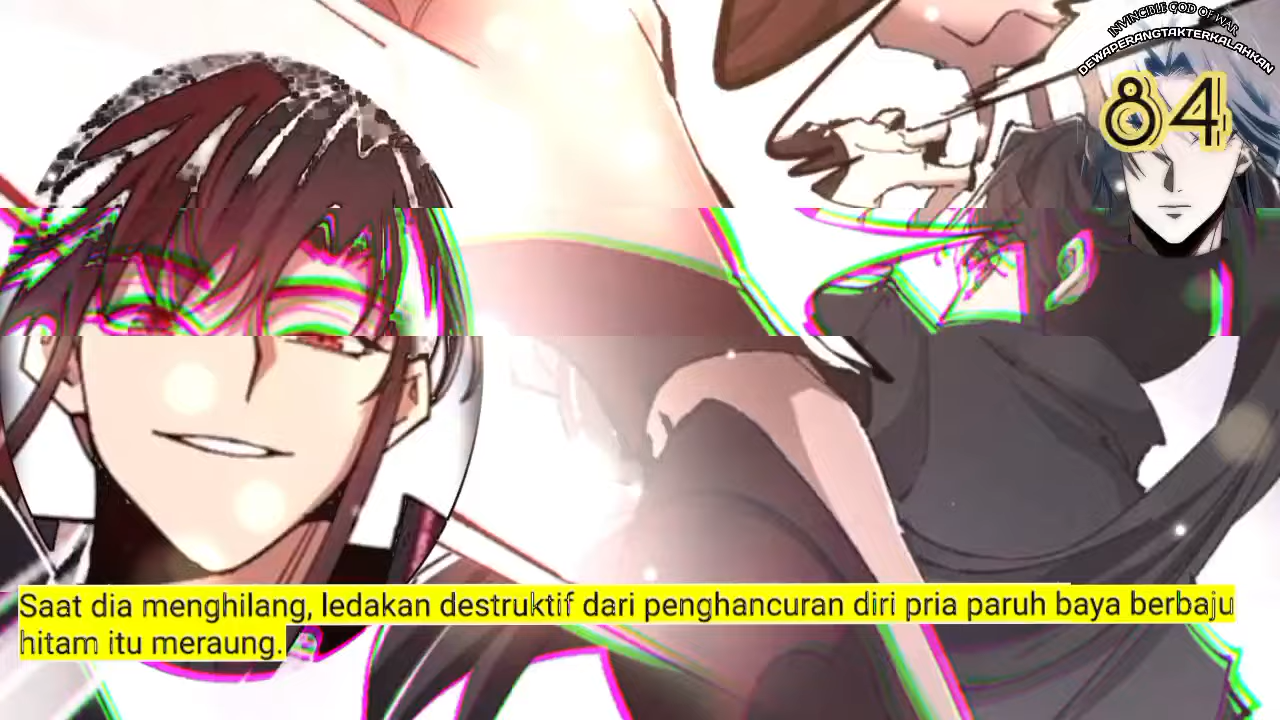 INVINCIBLE GOD OF WAR
DEWAPERANGTAKTERKALAHKAN
84
Saat dia menghilang, ledakan destruktif dari penghancuran diri pria paruh baya berbaju
hitam itu meraung.